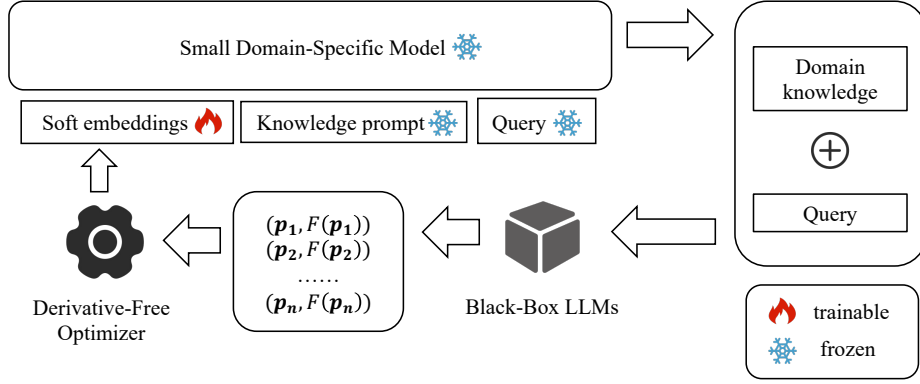 Small Domain-Specific Model
Soft embeddings
Knowledge prompt
Query
Domain
knowledge
Query
(p₁, F(p₁))
(p₂, F(p₂))
......
(pₙ, F(pₙ))
Derivative-Free
Optimizer
Black-Box LLMs
trainable
frozen